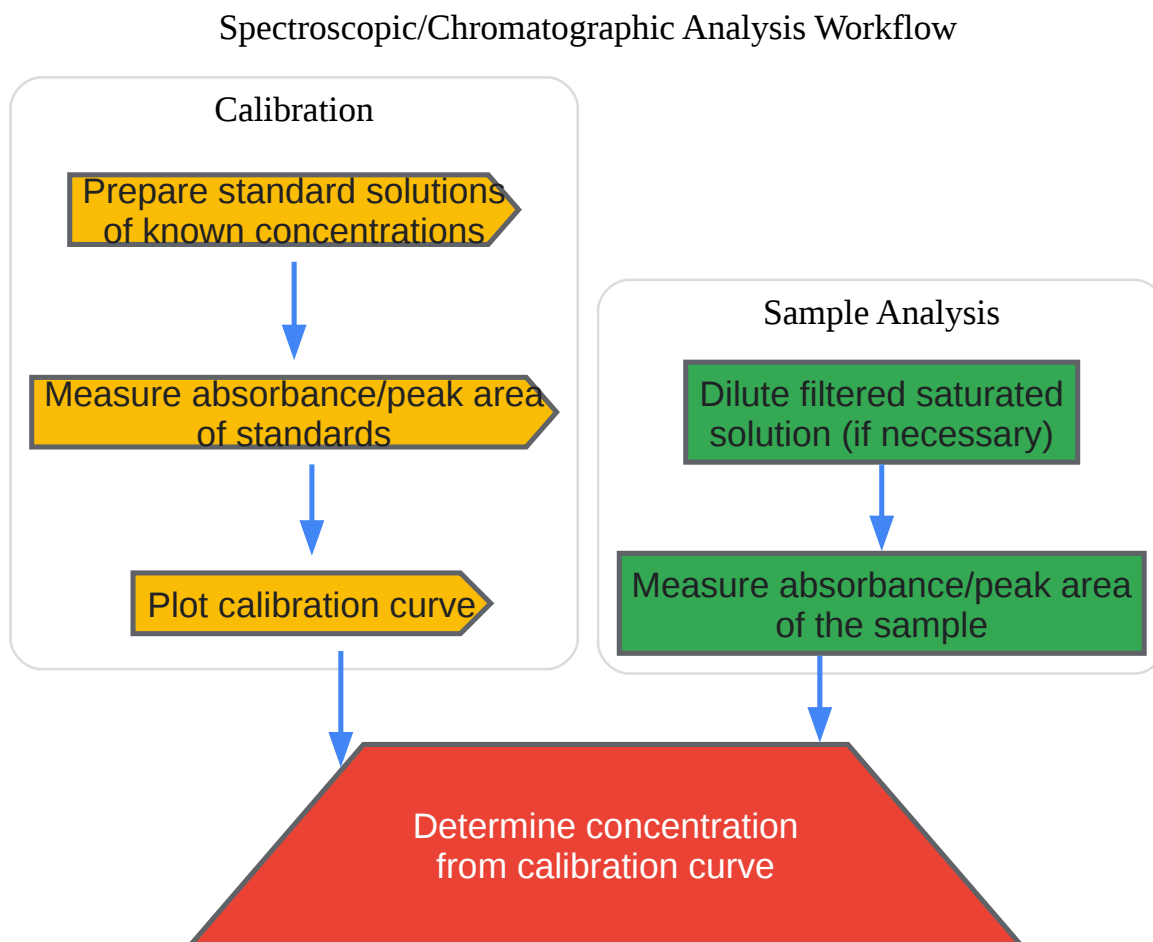 Spectroscopic/Chromatographic Analysis Workflow
Calibration
Prepare standard solutions
of known concentrations
Measure absorbance/peak area
of standards
Plot calibration curve
Sample Analysis
Dilute filtered saturated
solution (if necessary)
Measure absorbance/peak area
of the sample
Determine concentration
from calibration curve